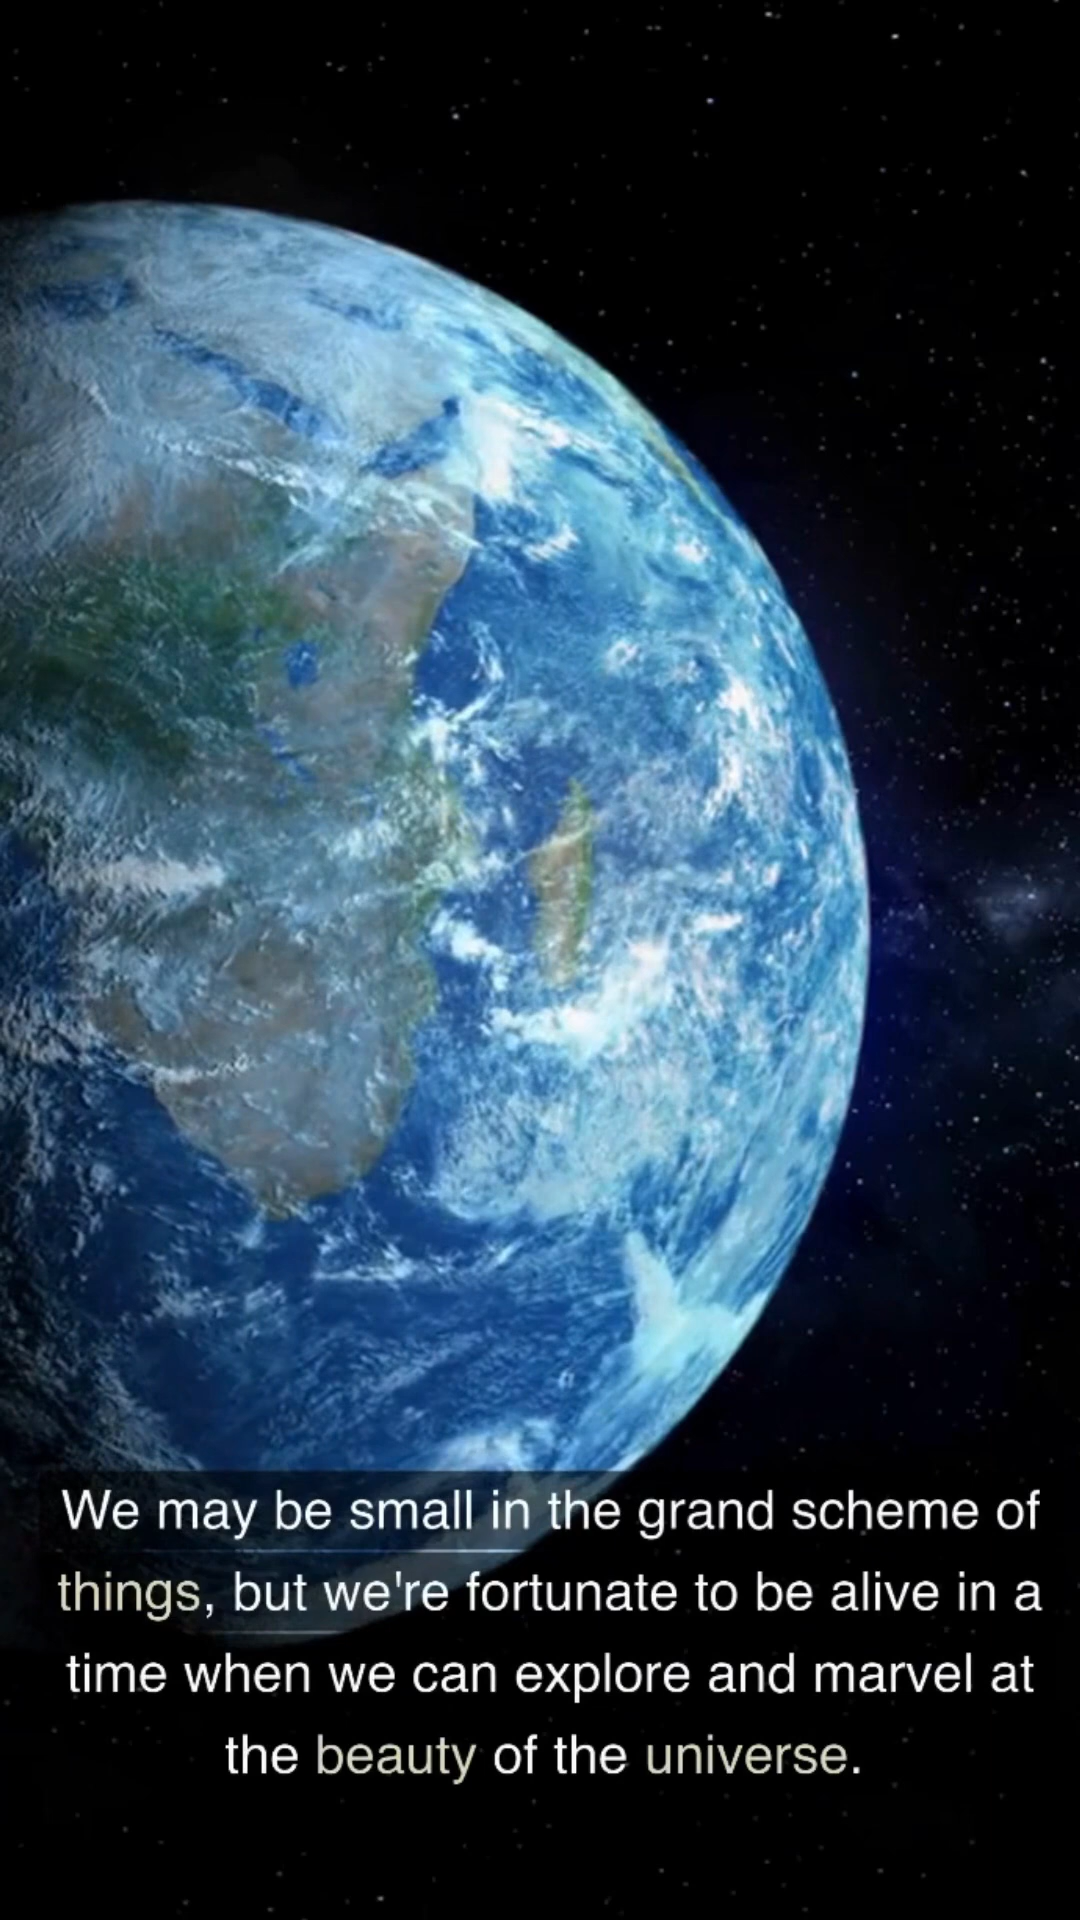 We may be small in the grand scheme of
things, but we're fortunate to be alive in a
time when we can explore and marvel at
the beauty of the universe.